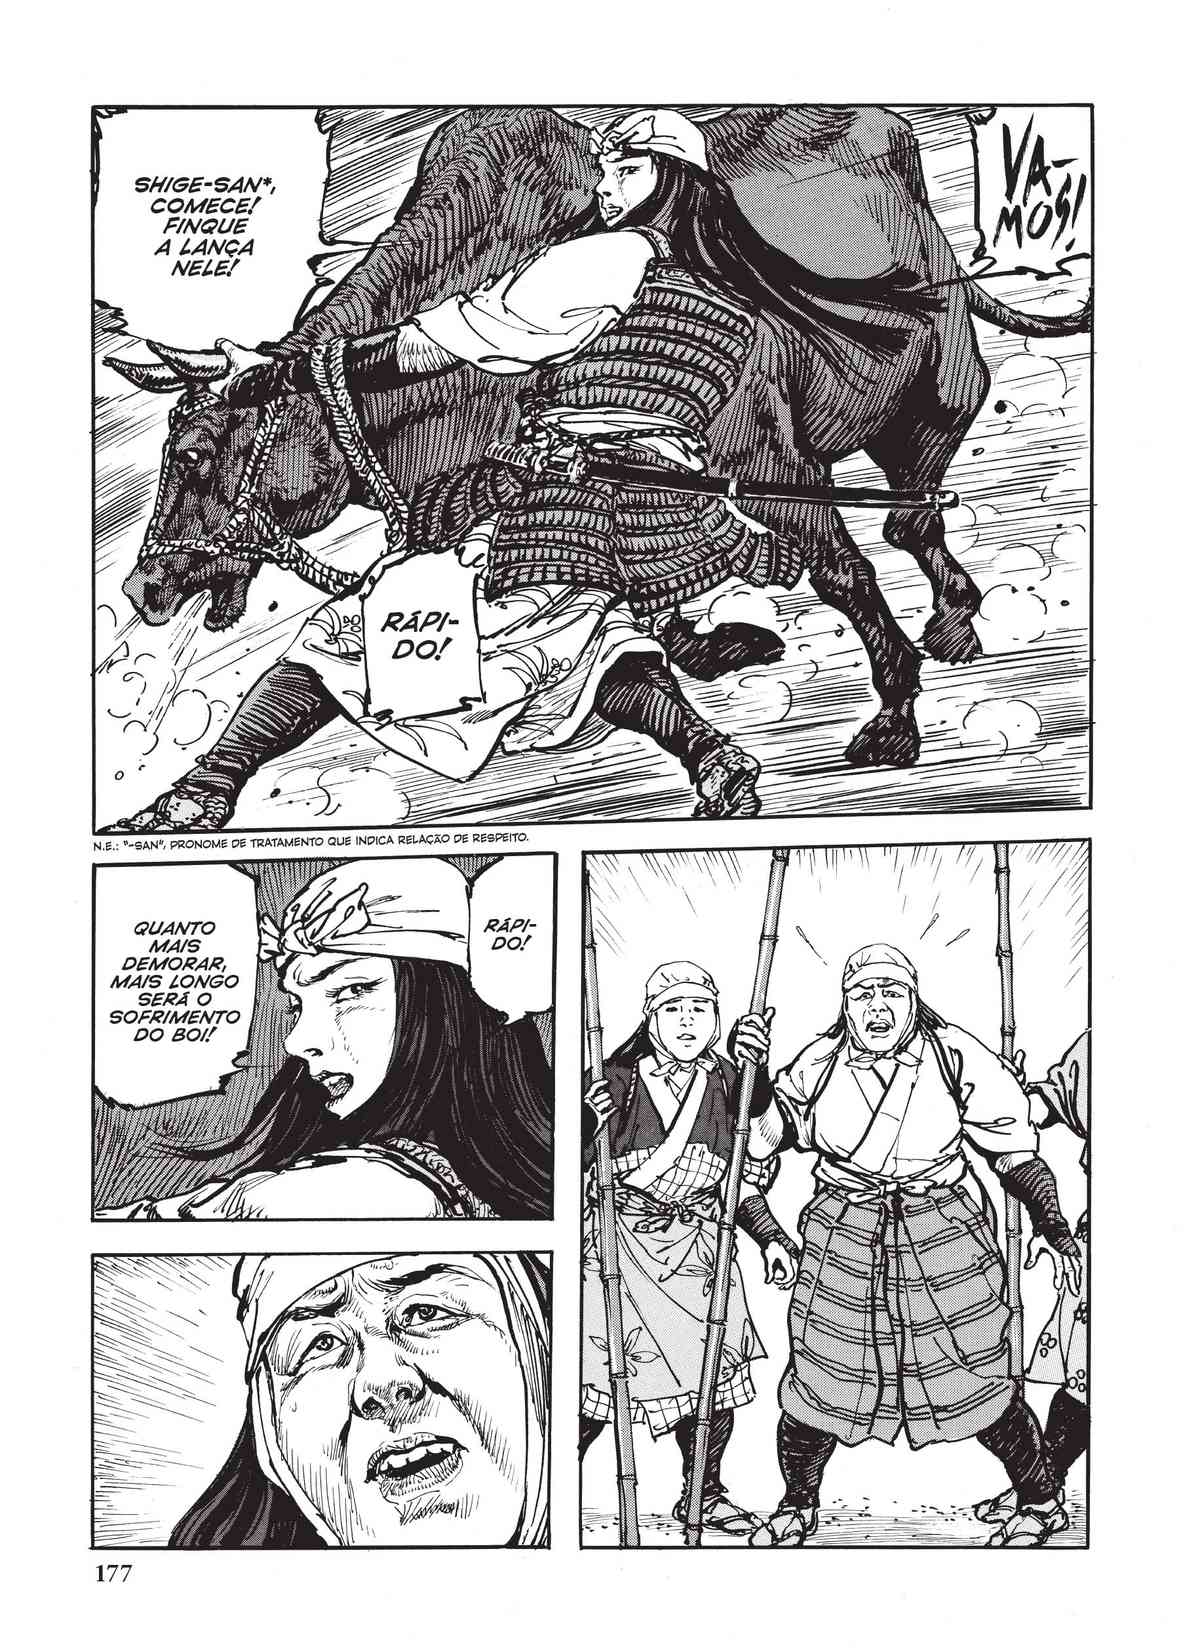 VA-
MOS!
SHIGE-SAN*,
COMECE!
FINQUE
A LANÇA
NELE!
RÁPI-
DO!
N.E.: "-SAN", PRONOME DE TRATAMENTO QUE INDICA RELAÇÃO DE RESPEITO.
RÁPI-
DO!
QUANTO
MAIS
DEMORAR,
MAIS LONGO
SERÁ O
SOFRIMENTO
DO BOI!
177